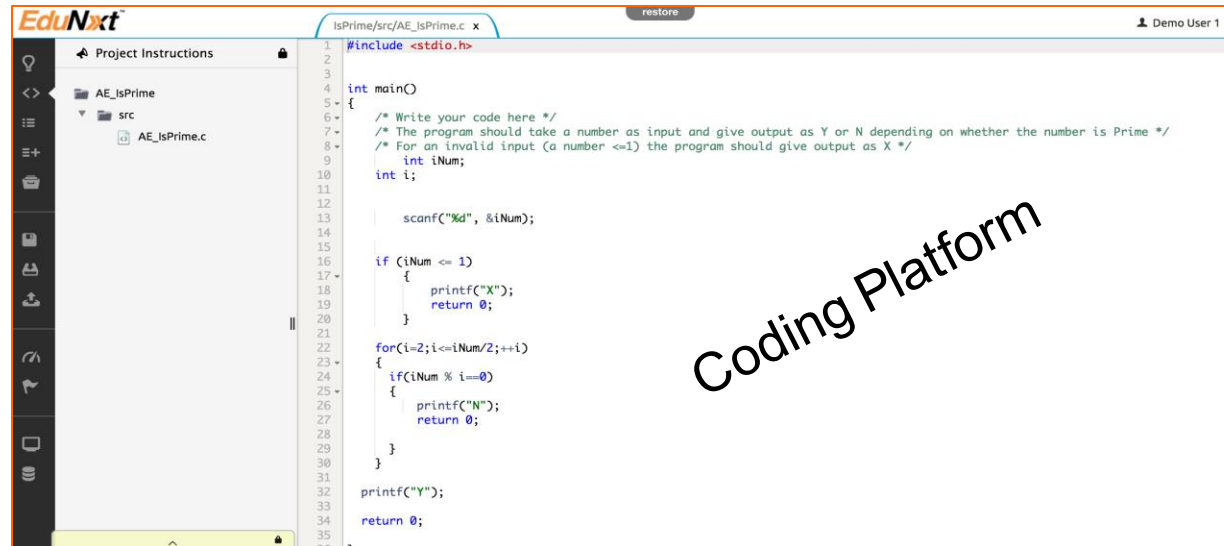 EduNxt™
restore
Demo User 1
IsPrime/src/AE_IsPrime.c x
Project Instructions
AE_IsPrime
src
AE_IsPrime.c
1 #include <stdio.h>
2
3
4 int main()
5 {
6 /* Write your code here */
7 /* The program should take a number as input and give output as Y or N depending on whether the number is Prime */
8 /* For an invalid input (a number <=1) the program should give output as X */
9 int iNum;
10 int i;
11
12
13 scanf("%d", &iNum);
14
15
16 if (iNum <= 1)
17 {
18 printf("X");
19 return 0;
20 }
21
22 for(i=2;i<=iNum/2;++i)
23 {
24 if(iNum % i==0)
25 {
26 printf("N");
27 return 0;
28
29 }
30 }
31
32 printf("Y");
33
34 return 0;
35
Coding Platform